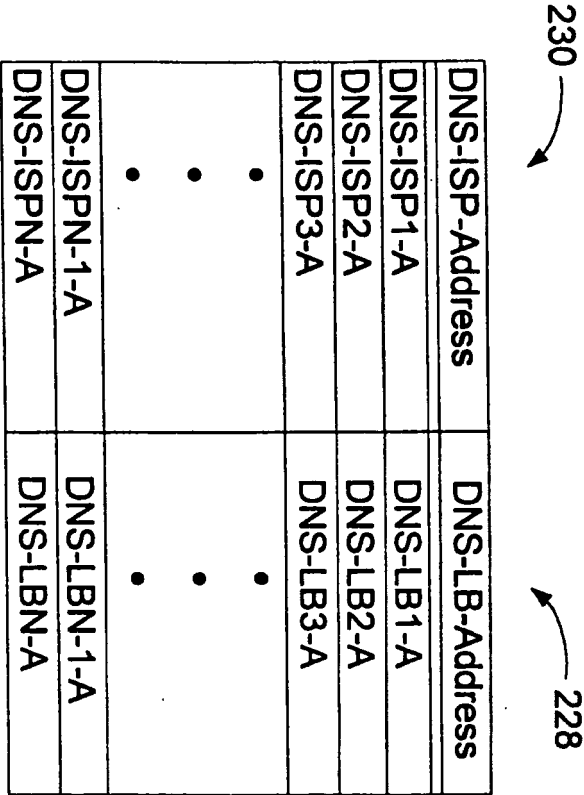 230
228
DNS-ISP-Address DNS-LB-Address
DNS-ISP1-A DNS-LB1-A
DNS-ISP2-A DNS-LB2-A
DNS-ISP3-A DNS-LB3-A
DNS-ISPN-1-A DNS-LBN-1-A
DNS-ISPN-A DNS-LBN-A